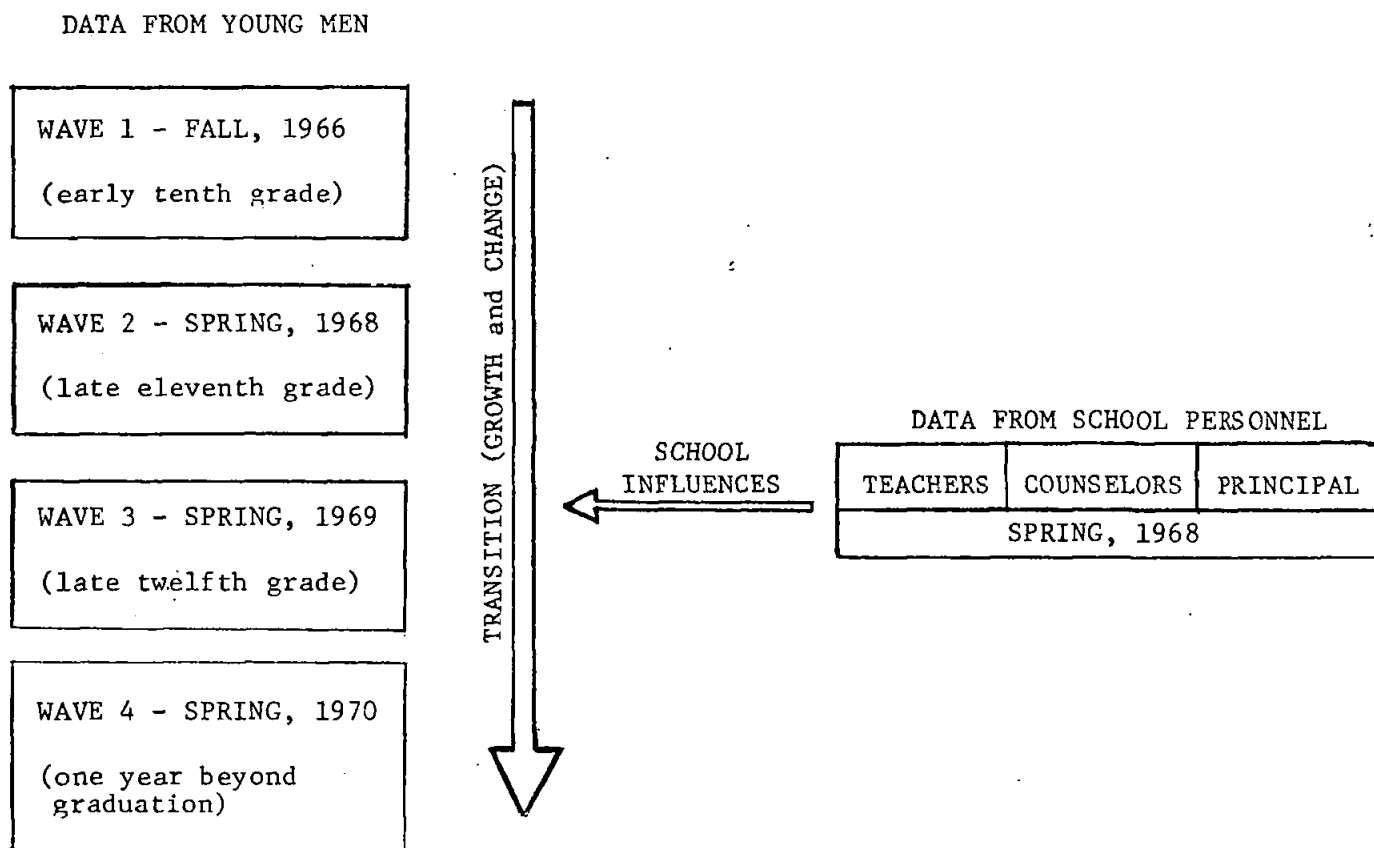 DATA FROM YOUNG MEN
WAVE 1 - FALL, 1966
(early tenth grade)
WAVE 2 - SPRING, 1968
(late eleventh grade)
WAVE 3 - SPRING, 1969
(late twelfth grade)
WAVE 4 - SPRING, 1970
(one year beyond
graduation)
TRANSITION (GROWTH and CHANGE)
SCHOOL
INFLUENCES
DATA FROM SCHOOL PERSONNEL
TEACHERS COUNSELORS PRINCIPAL
SPRING, 1968